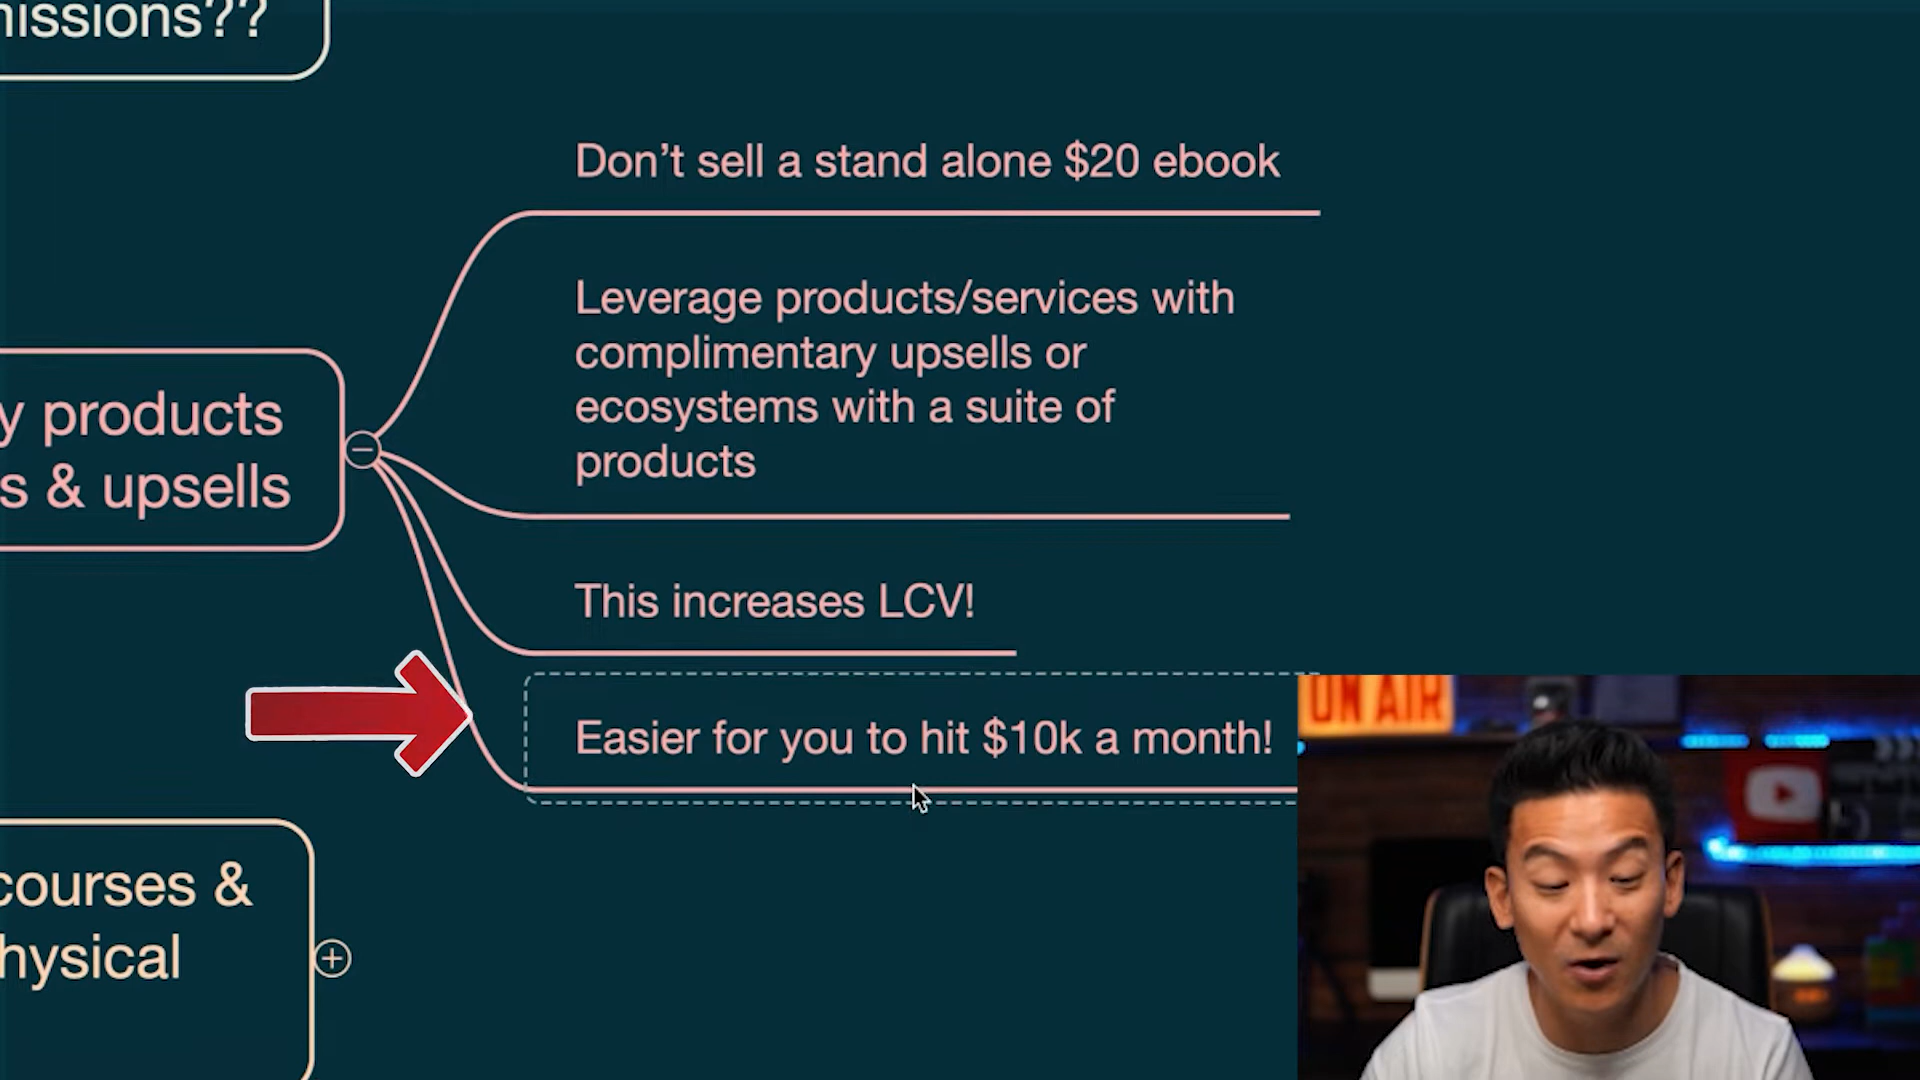 missions??
Don't sell a stand alone $20 ebook
Leverage products/services with
complimentary upsells or
ecosystems with a suite of
products
y products
s & upsells
This increases LCV!
Easier for you to hit $10k a month!
ON AIR
courses &
hysical